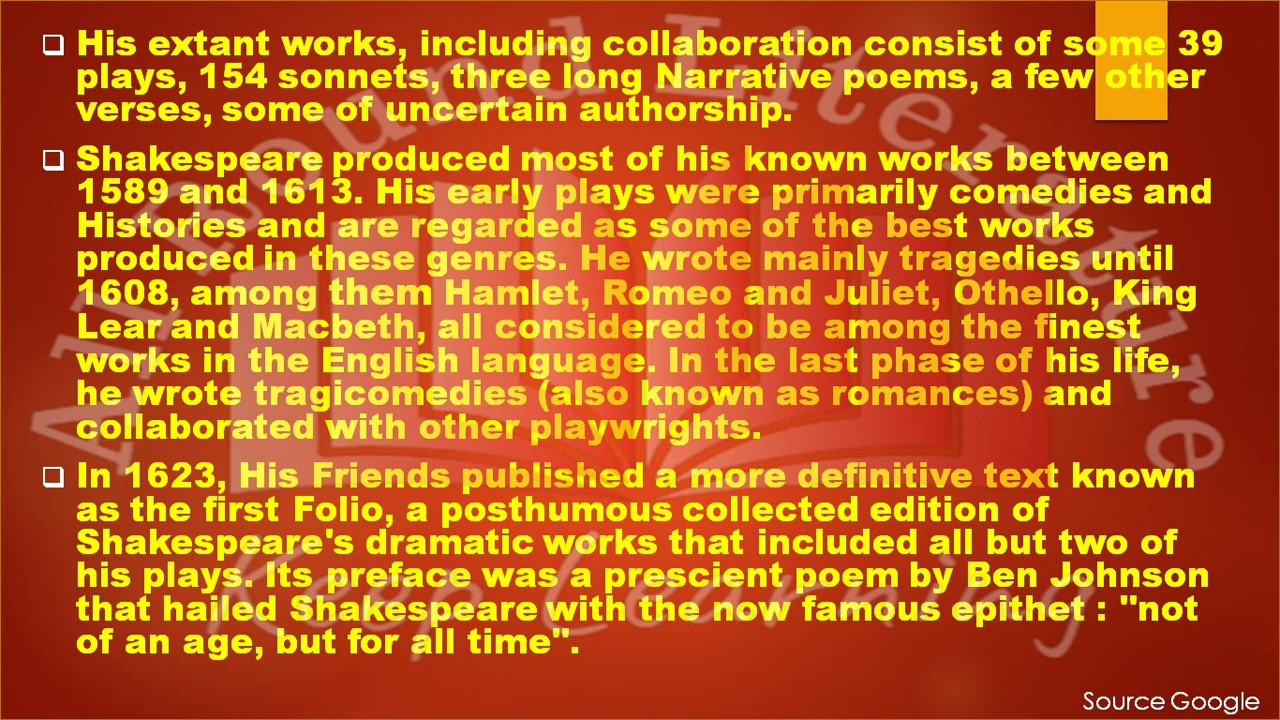 His extant works, including collaboration consist of some 39
plays, 154 sonnets, three long Narrative poems, a few other
verses, some of uncertain authorship.
Shakespeare produced most of his known works between
1589 and 1613. His early plays were primarily comedies and
Histories and are regarded as some of the best works
produced in these genres. He wrote mainly tragedies until
1608, among them Hamlet, Romeo and Juliet, Othello, King
Lear and Macbeth, all considered to be among the finest
works in the English language. In the last phase of his life,
he wrote tragicomedies (also known as romances) and
collaborated with other playwrights.
In 1623, His Friends published a more definitive text known
as the first Folio, a posthumous collected edition of
Shakespeare's dramatic works that included all but two of
his plays. Its preface was a prescient poem by Ben Johnson
that hailed Shakespeare with the now famous epithet : "not
of an age, but for all time".
All-Round Literature
Keep Learning
Source Google